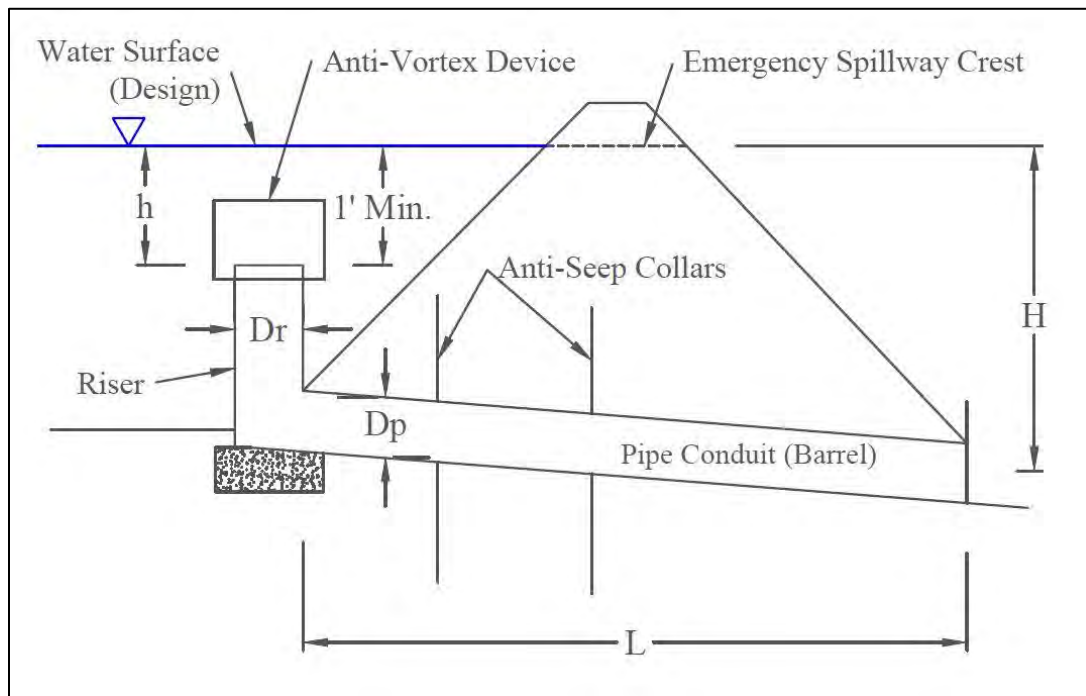 Water Surface
(Design)
Anti-Vortex Device
Emergency Spillway Crest
h
1' Min.
Anti-Seep Collars
H
Dr
Riser
Dp
Pipe Conduit (Barrel)
L